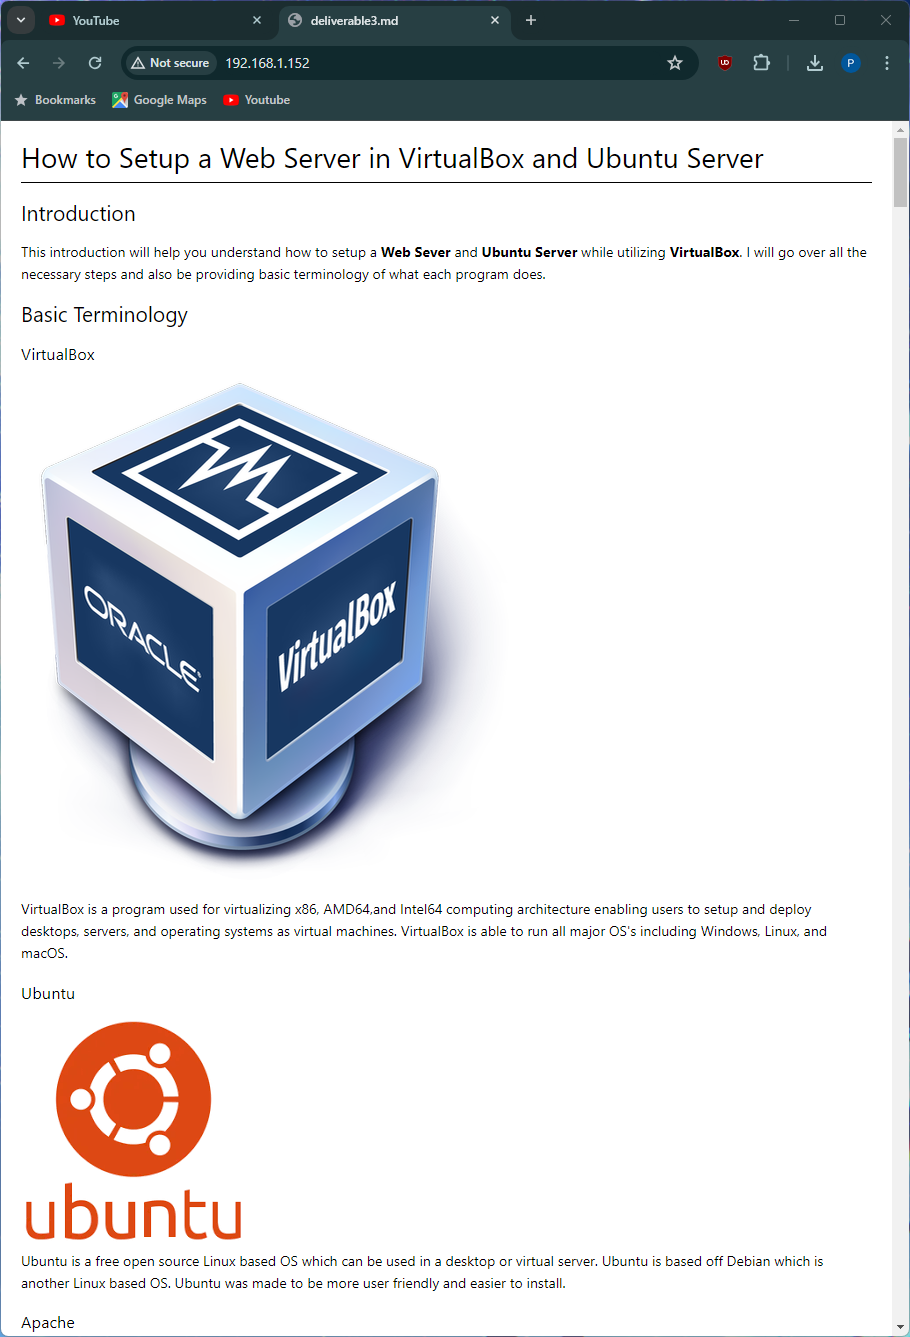 YouTube
deliverable3.md
Not secure
192.168.1.152
UD
P
Bookmarks
Google Maps
Youtube
How to Setup a Web Server in VirtualBox and Ubuntu Server
Introduction
This introduction will help you understand how to setup a Web Sever and Ubuntu Server while utilizing VirtualBox. I will go over all the
necessary steps and also be providing basic terminology of what each program does.
Basic Terminology
VirtualBox
ORACLE
VirtualBox
VirtualBox is a program used for virtualizing x86, AMD64,and Intel64 computing architecture enabling users to setup and deploy
desktops, servers, and operating systems as virtual machines. VirtualBox is able to run all major OS's including Windows, Linux, and
macOS.
Ubuntu
ubuntu
Ubuntu is a free open source Linux based OS which can be used in a desktop or virtual server. Ubuntu is based off Debian which is
another Linux based OS. Ubuntu was made to be more user friendly and easier to install.
Apache